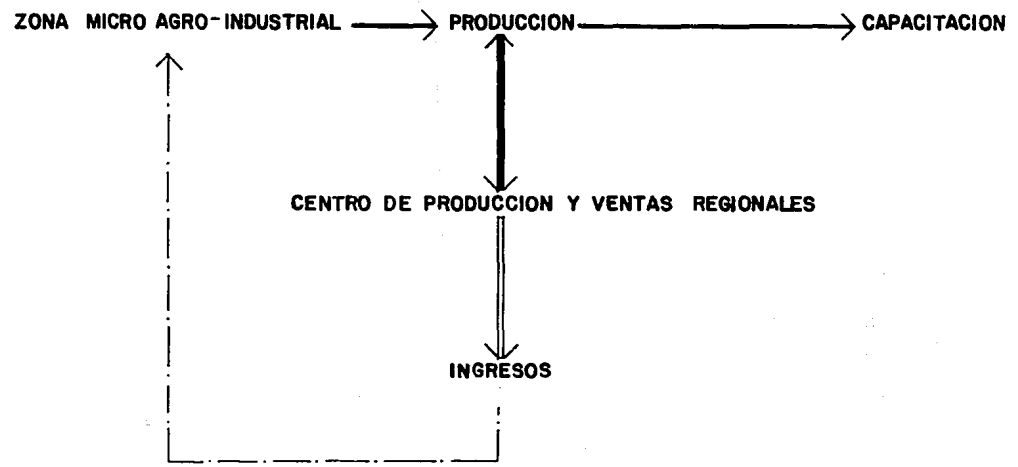 ZONA MICRO AGRO-INDUSTRIAL
PRODUCCION
CAPACITACION
CENTRO DE PRODUCCION Y VENTAS REGIONALES
INGRESOS